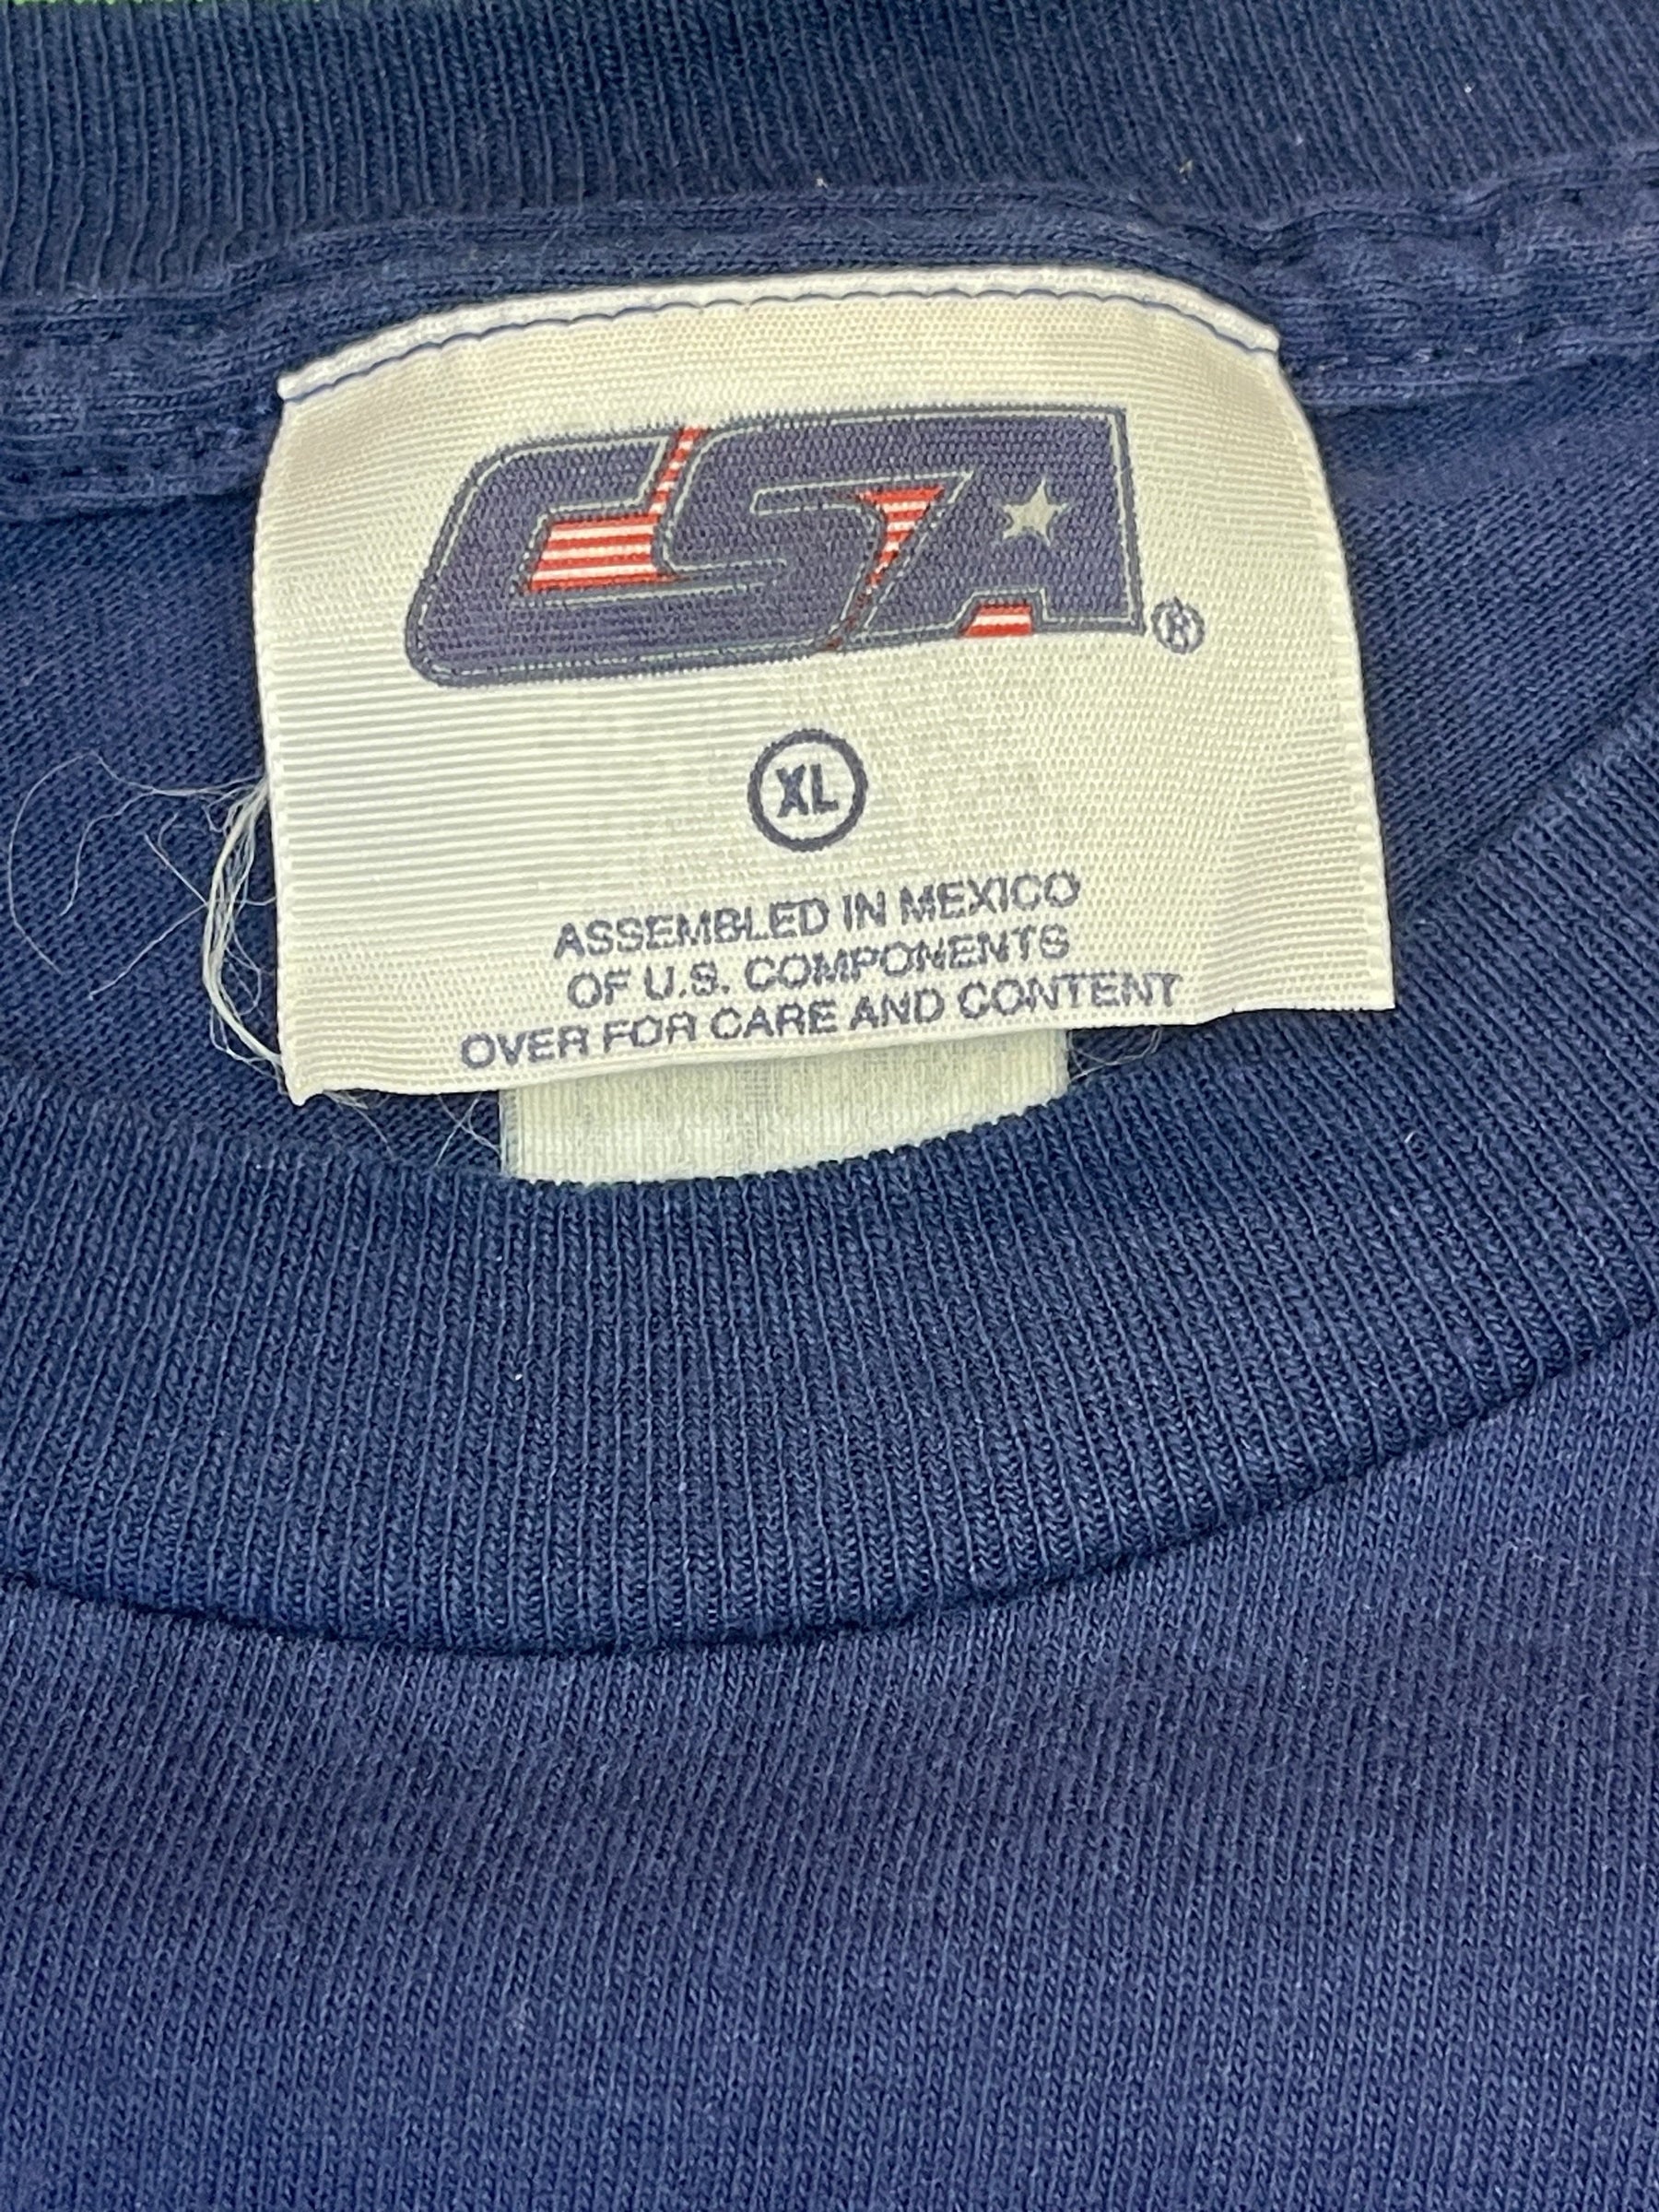 CSA ®
XL
ASSEMBLED IN MEXICO
OF U.S. COMPONENTS
OVER FOR CARE AND CONTENT